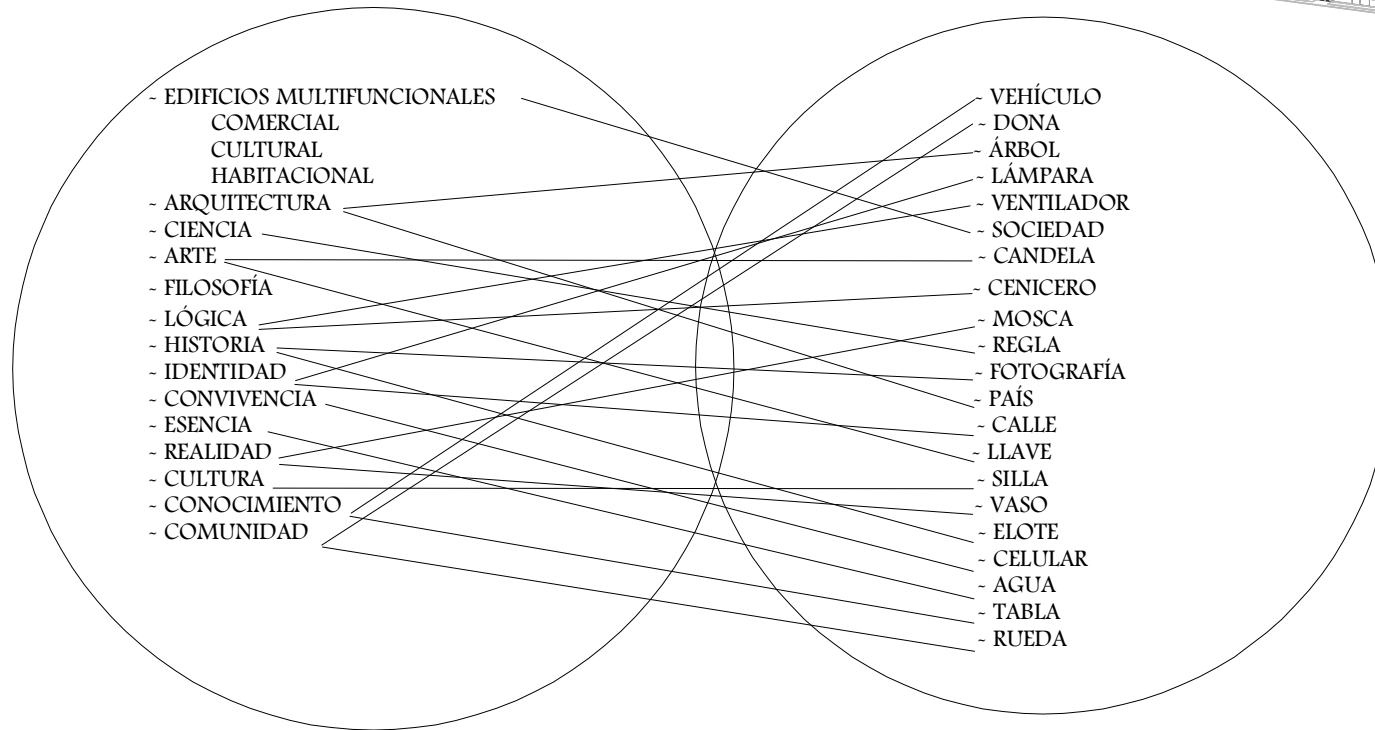 ~ EDIFICIOS MULTIFUNCIONALES
COMERCIAL
CULTURAL
HABITACIONAL
~ ARQUITECTURA
~ CIENCIA
~ ARTE
~ FILOSOFÍA
~ LÓGICA
~ HISTORIA
~ IDENTIDAD
~ CONVIVENCIA
~ ESENCIA
~ REALIDAD
~ CULTURA
~ CONOCIMIENTO
~ COMUNIDAD
~ VEHÍCULO
~ DONA
~ ÁRBOL
~ LÁMPARA
~ VENTILADOR
~ SOCIEDAD
~ CANDELA
~ CENICERO
~ MOSCA
~ REGLA
~ FOTOGRAFÍA
~ PAÍS
~ CALLE
~ LLAVE
~ SILLA
~ VASO
~ ELOTE
~ CELULAR
~ AGUA
~ TABLA
~ RUEDA